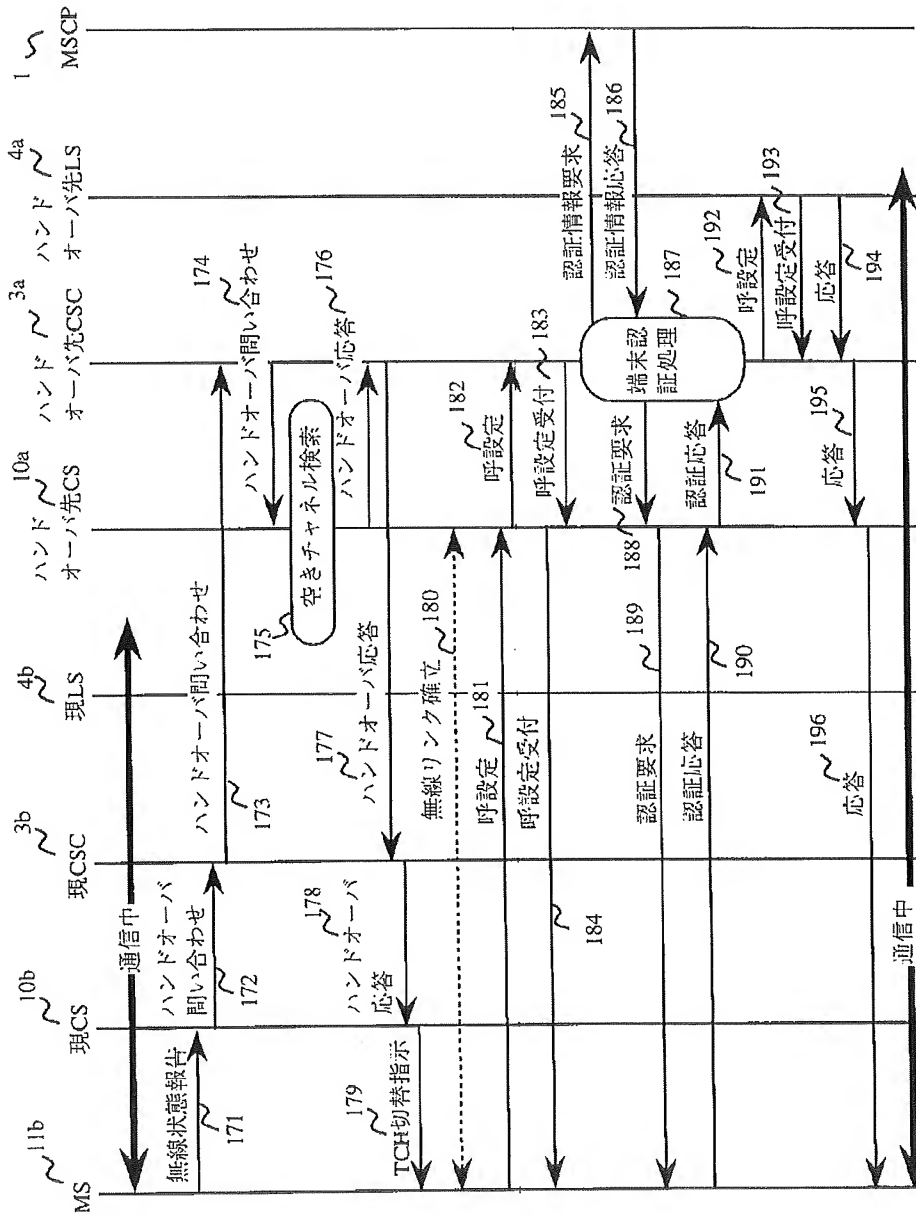 11b
MS
10b
現CS
3b
現CSC
4b
現LS
10a
ハンド
オーバ先CS
3a
ハンド
オーバ先CSC
4a
ハンド
オーバ先LS
1
MSCP
通信中
無線状態報告
171
ハンドオーバ
問い合わせ
172
ハンドオーバ問い合わせ
173
174
ハンドオーバ問い合わせ
175
空きチャネル検索
176
ハンドオーバ応答
177
ハンドオーバ応答
178
ハンドオーバ
応答
179
TCH切替指示
無線リンク確立
180
呼設定
181
182
呼設定
183
呼設定受付
呼設定受付
184
認証情報要求
185
認証情報応答
186
187
端末認
証処理
認証要求
188
認証要求
189
認証応答
190
認証応答
191
192
呼設定
呼設定受付
193
応答
194
応答
195
196
応答
通信中